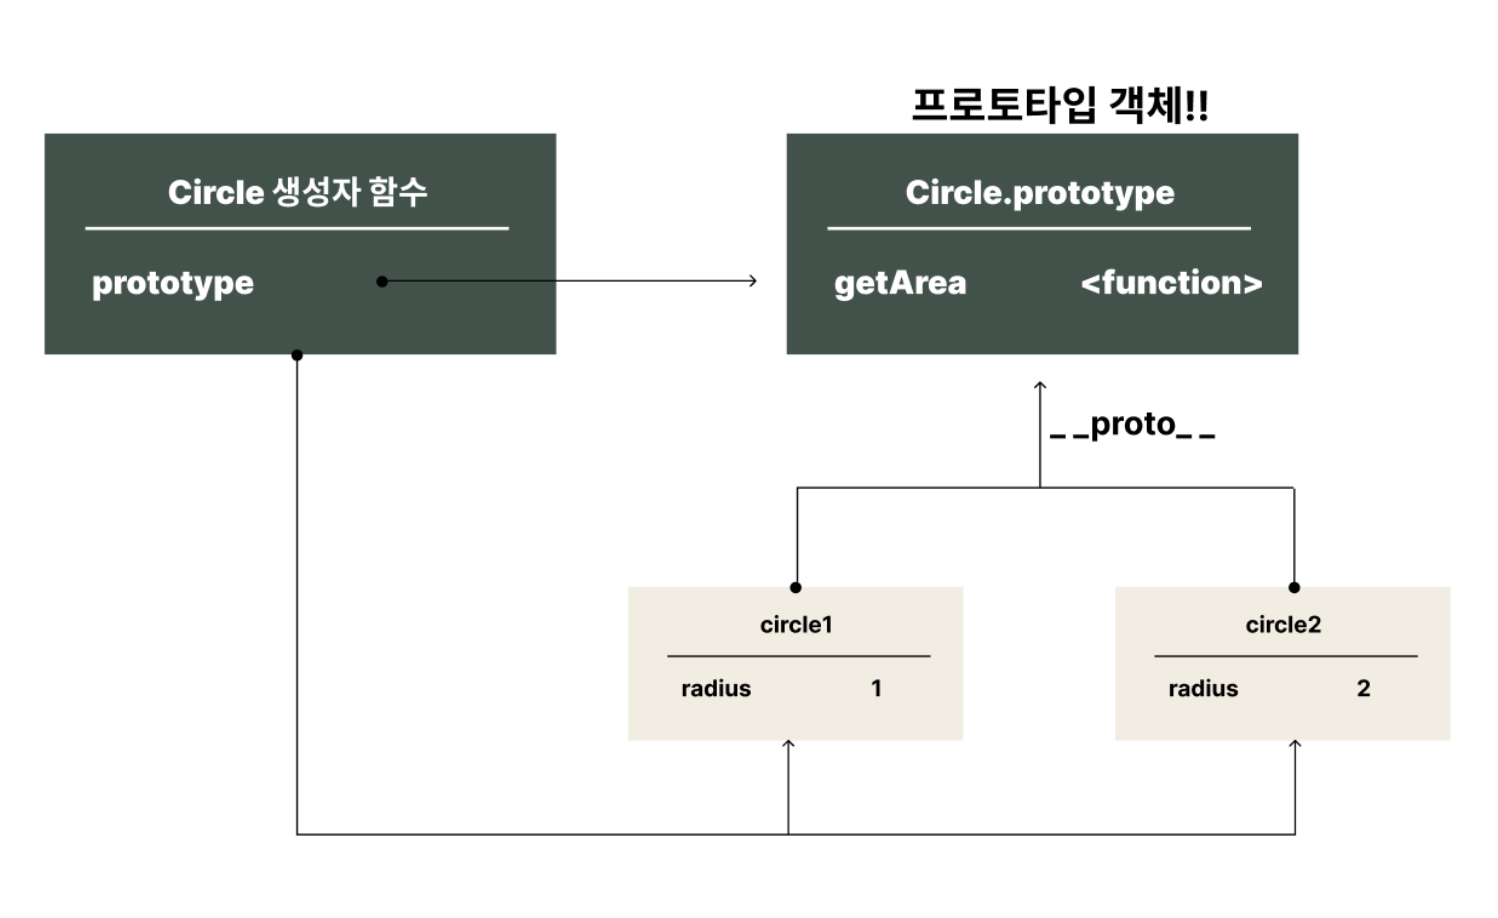 프로토타입 객체!!
Circle 생성자 함수
prototype
Circle.prototype
getArea <function>
_ _proto_ _
circle1
radius 1
circle2
radius 2